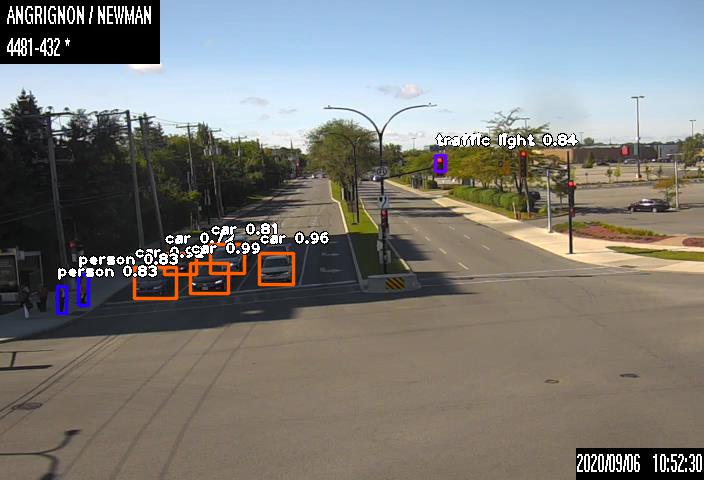 ANGRIGNON / NEWMAN
4481-432 *
traffic light 0.84
car 0.81
car 0.96
car 0.99
person 0.83
person 0.83
2020/09/06 10:52:30